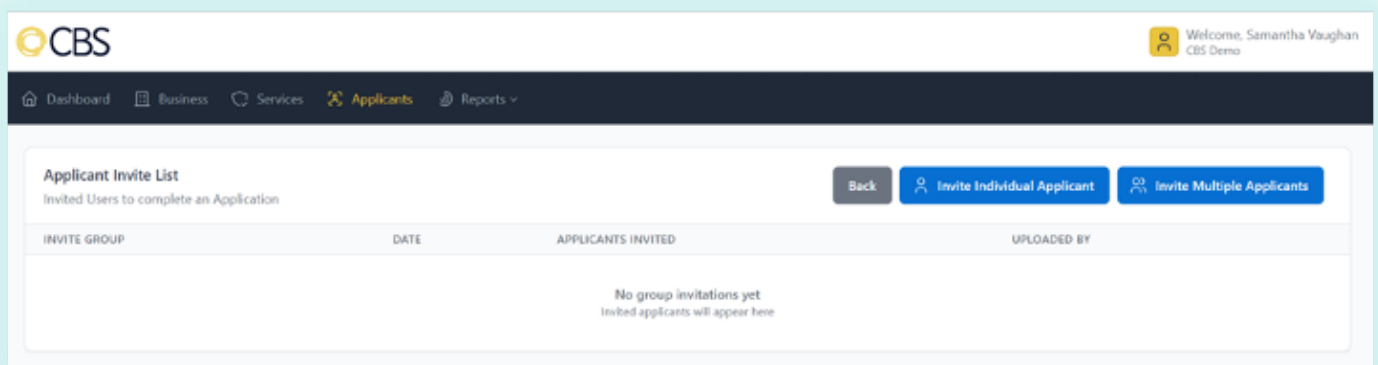 CBS
Welcome, Samantha Vaughan
CBS Demo
Dashboard Business Services Applicants Reports
Applicant Invite List
Invited Users to complete an Application
Back Invite Individual Applicant Invite Multiple Applicants
INVITE GROUP DATE APPLICANTS INVITED UPLOADED BY
No group invitations yet
Invited applicants will appear here